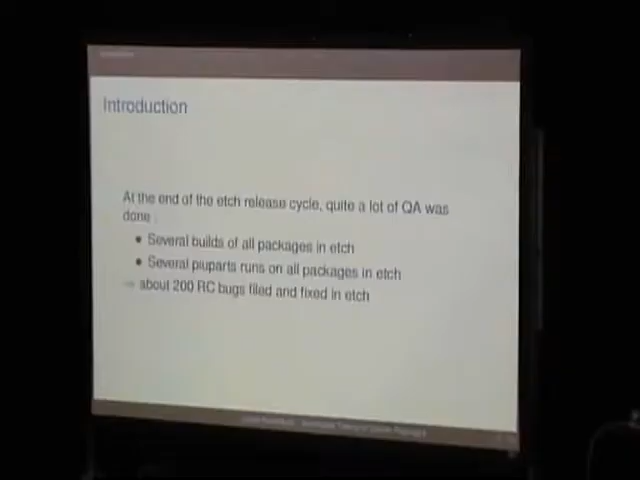 Introduction
At the end of the etch release cycle, quite a lot of QA was
done :
• Several builds of all packages in etch
• Several piuparts runs on all packages in etch
→ about 200 RC bugs filed and fixed in etch